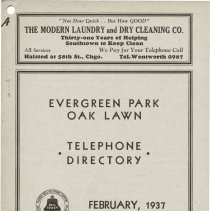 A
"Not How Quick . . But How GOOD"
THE MODERN LAUNDRY and DRY CLEANING CO.
Thirty-one Years of Helping
Southtown to Keep Clean
All Services We Pay for Your Telephone Call
Halsted at 58th St., Chgo. Tel. Wentworth 0987
EVERGREEN PARK
OAK LAWN
TELEPHONE
DIRECTORY
FEBRUARY, 1937